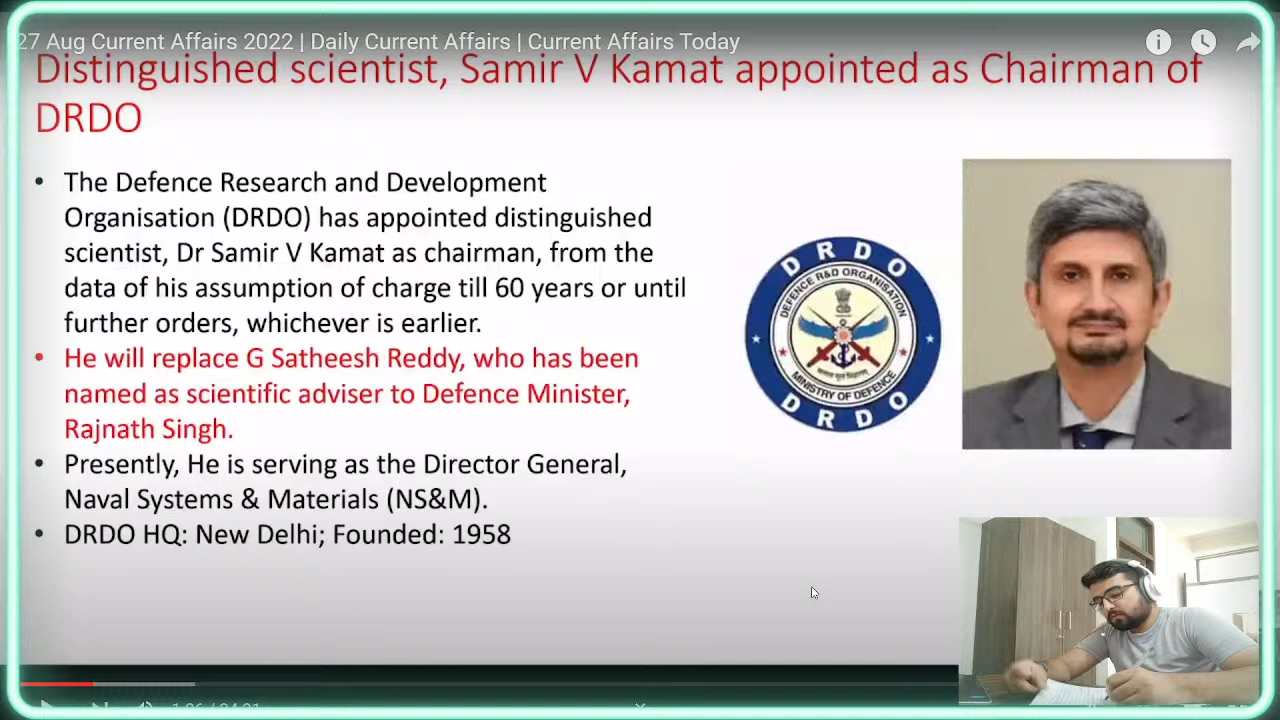 27 Aug Current Affairs 2022 | Daily Current Affairs | Current Affairs Today
Distinguished scientist, Samir V Kamat appointed as Chairman of
DRDO
• The Defence Research and Development
Organisation (DRDO) has appointed distinguished
scientist, Dr Samir V Kamat as chairman, from the
data of his assumption of charge till 60 years or until
further orders, whichever is earlier.
• He will replace G Satheesh Reddy, who has been
named as scientific adviser to Defence Minister,
Rajnath Singh.
• Presently, He is serving as the Director General,
Naval Systems & Materials (NS&M).
• DRDO HQ: New Delhi; Founded: 1958
DRDO
DEFENCE R&D ORGANISATION
MINISTRY OF DEFENCE
DRDO